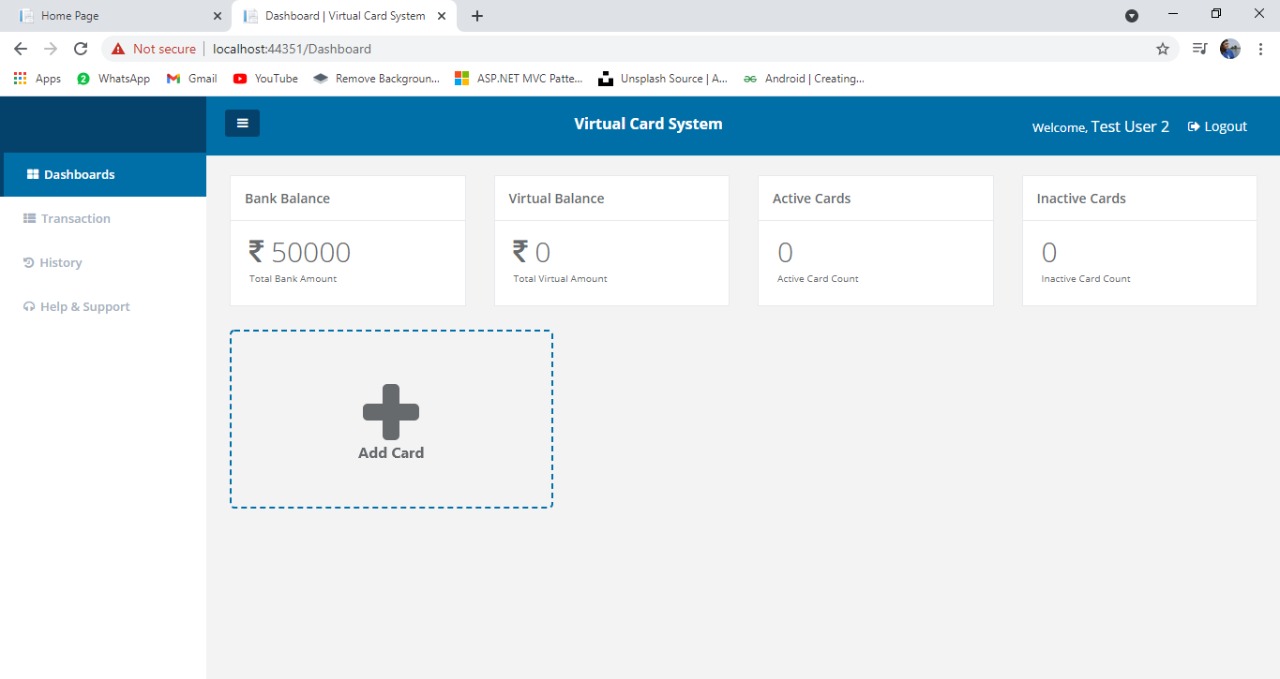 Home Page
Dashboard | Virtual Card System
Not secure
localhost:44351/Dashboard
Apps
2
WhatsApp
Gmail
YouTube
Remove Backgroun...
ASP.NET MVC Patte...
Unsplash Source | A...
Android | Creating...
Virtual Card System
Welcome, Test User 2
Logout
Dashboards
Transaction
History
Help & Support
Bank Balance
₹ 50000
Total Bank Amount
Virtual Balance
₹ 0
Total Virtual Amount
Active Cards
0
Active Card Count
Inactive Cards
0
Inactive Card Count
Add Card